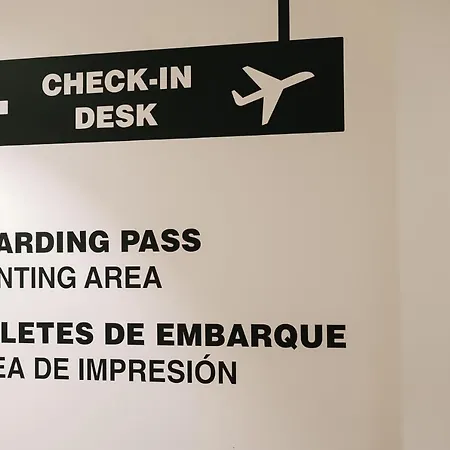 CHECK-IN
DESK
ARDING PASS
NTING AREA
LETES DE EMBARQUE
EA DE IMPRESIÓN